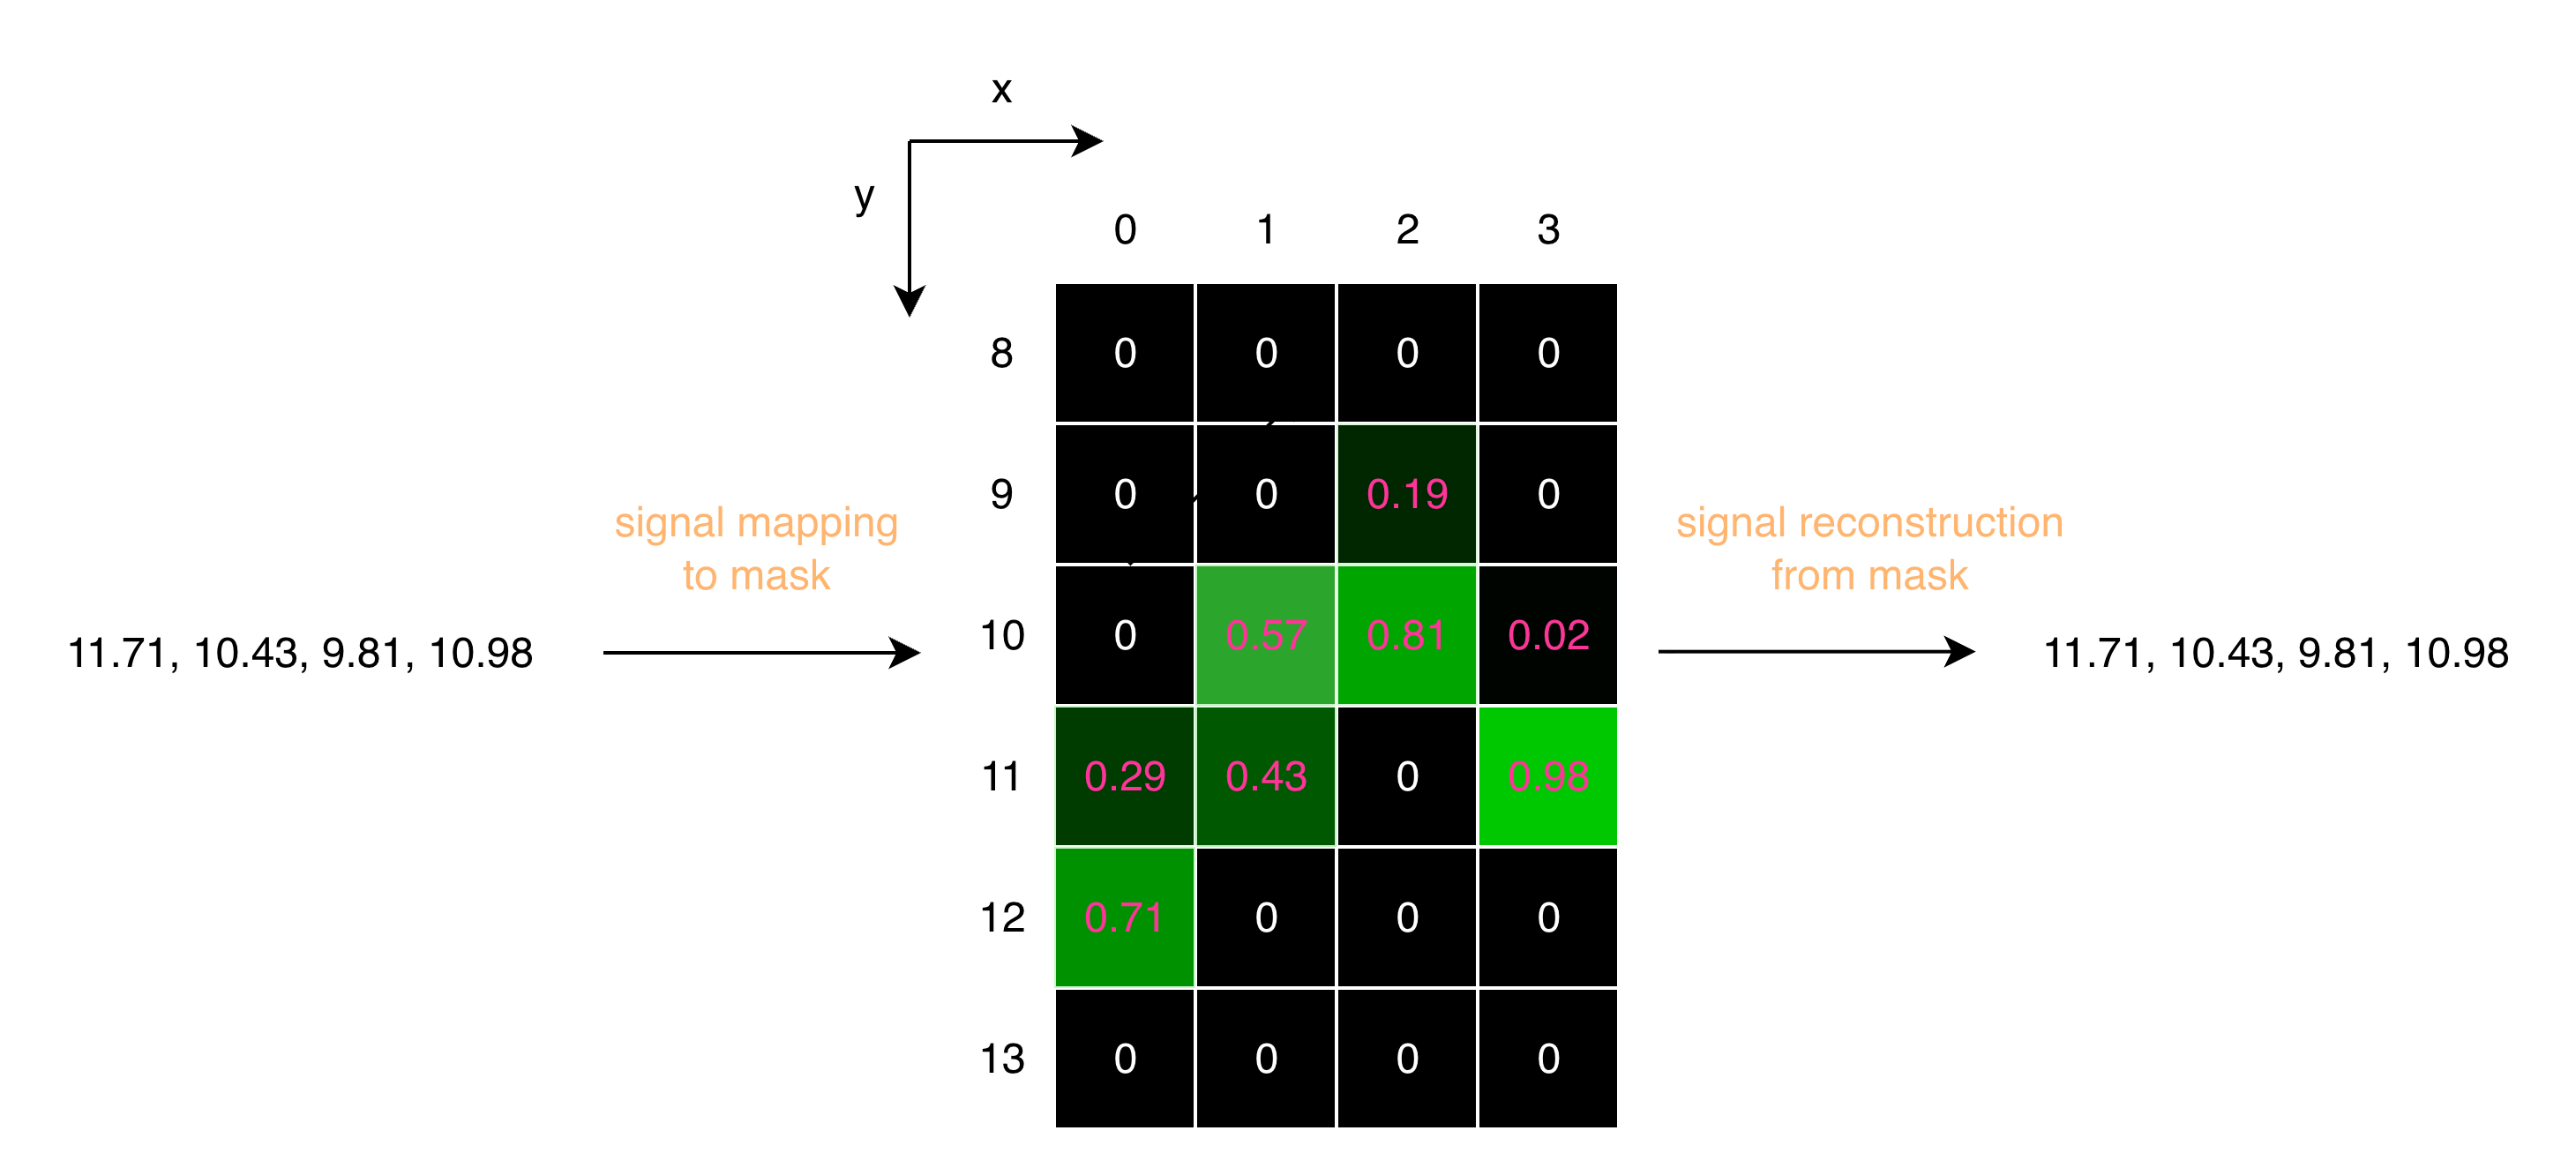 x
y
0 1 2 3
8 0 0 0 0
9 0 0 0.19 0
signal mapping
to mask
signal reconstruction
from mask
10 0 0.57 0.81 0.02
11.71, 10.43, 9.81, 10.98
11.71, 10.43, 9.81, 10.98
11 0.29 0.43 0 0.98
12 0.71 0 0 0
13 0 0 0 0